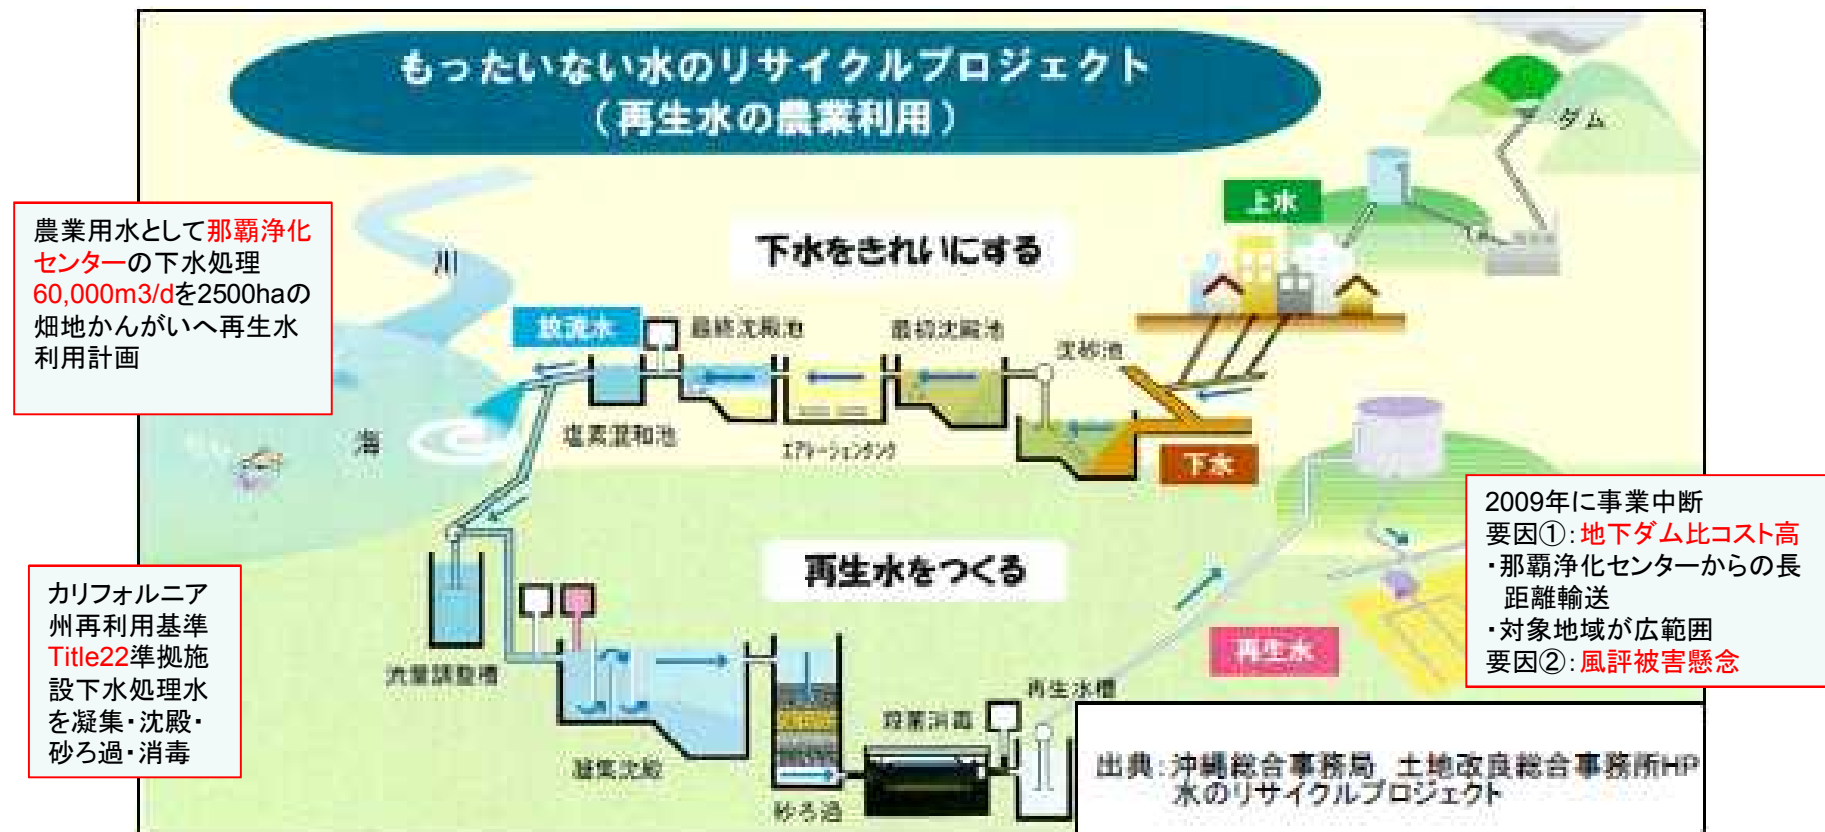 もったいない水のリサイクルプロジェクト
（再生水の農業利用）
ダム
上水
農業用水として那覇浄化
センターの下水処理
60,000m3/dを2500haの
畑地かんがいへ再生水
利用計画
川
下水をきれいにする
放流水
最終沈殿池
最初沈殿池
沈砂池
海
塩素混和池
エアレーションタンク
下水
2009年に事業中断
要因①：地下ダム比コスト高
・那覇浄化センターからの長
距離輸送
・対象地域が広範囲
要因②：風評被害懸念
再生水をつくる
カリフォルニア
州再利用基準
Title22準拠施
設下水処理水
を凝集・沈殿・
砂ろ過・消毒
流量調整槽
再生水
再生水槽
凝集沈殿
砂ろ過
出典：沖縄総合事務局　土地改良総合事務所HP
水のリサイクルプロジェクト